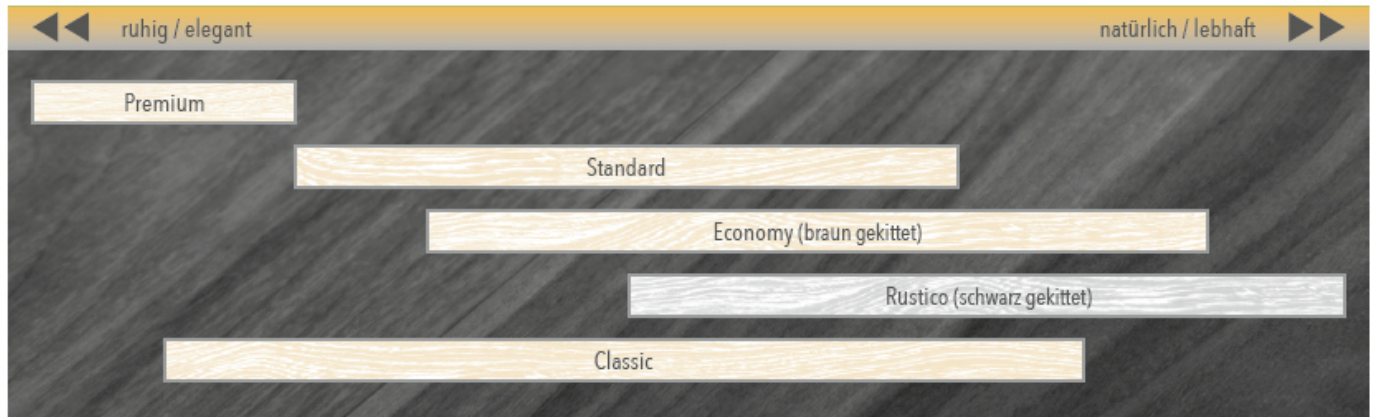 ruhig / elegant
natürlich / lebhaft
Premium
Standard
Economy (braun gekittet)
Rustico (schwarz gekittet)
Classic